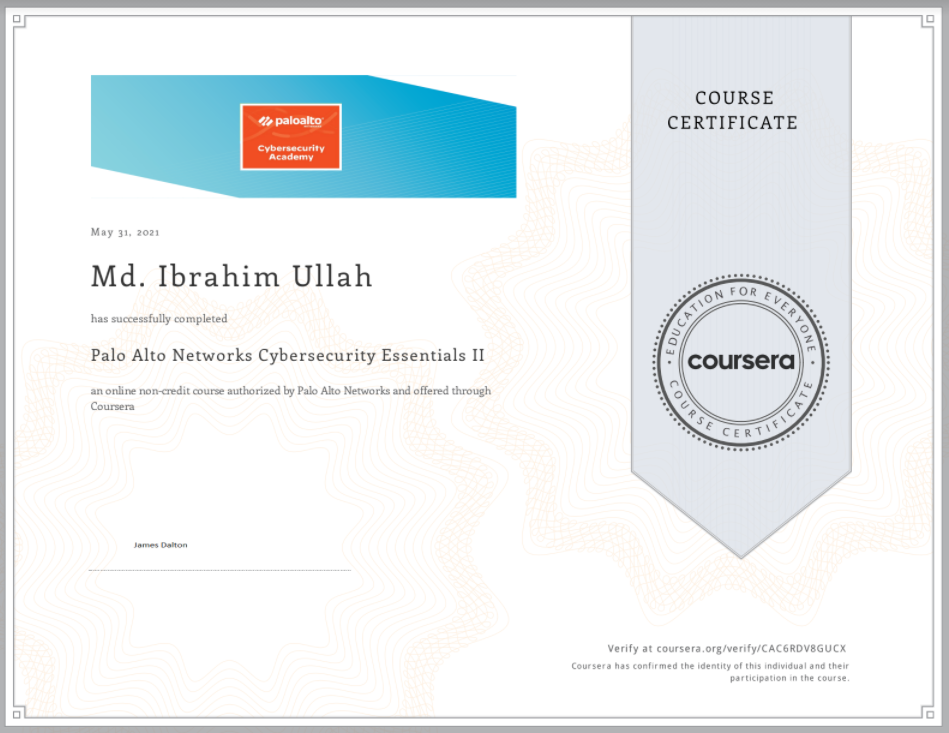 COURSE
CERTIFICATE
paloalto
Cybersecurity
Academy
May 31, 2021
Md. Ibrahim Ullah
has successfully completed
Palo Alto Networks Cybersecurity Essentials II
an online non-credit course authorized by Palo Alto Networks and offered through
Coursera
EDUCATION FOR EVERYONE
coursera
COURSE CERTIFICATE
James Dalton
Verify at coursera.org/verify/CAC6RDV8GUCX
Coursera has confirmed the identity of this individual and their
participation in the course.